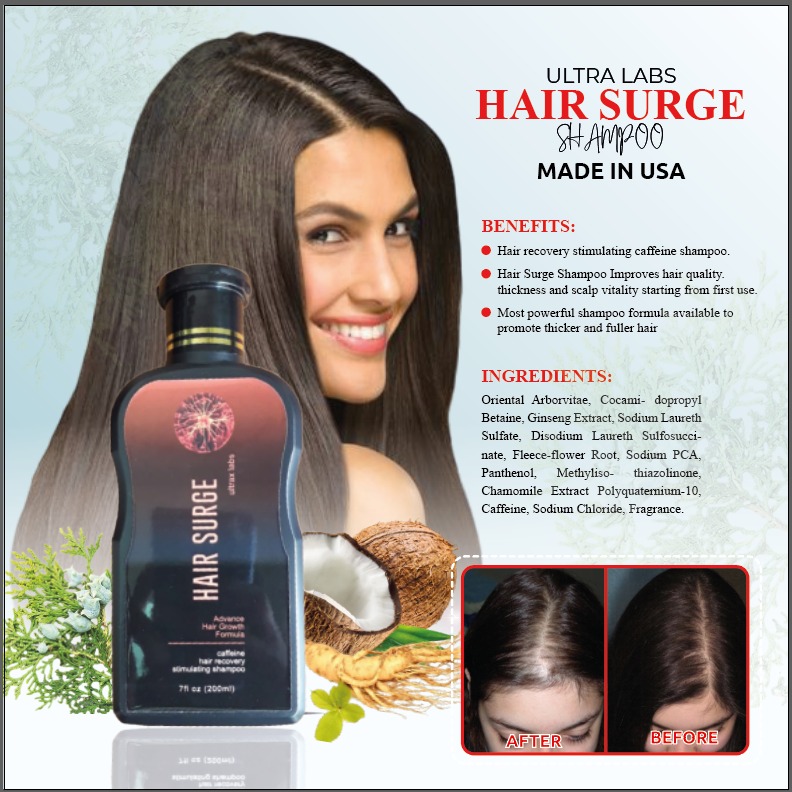 ULTRA LABS
HAIR SURGE
SHAMPOO
MADE IN USA
BENEFITS:
Hair recovery stimulating caffeine shampoo.
Hair Surge Shampoo Improves hair quality.
thickness and scalp vitality starting from first use.
Most powerful shampoo formula available to
promote thicker and fuller hair
INGREDIENTS:
Oriental Arborvitae, Cocami- dopropyl
Betaine, Ginseng Extract, Sodium Laureth
Sulfate, Disodium Laureth Sulfosucci-
nate, Fleece-flower Root, Sodium PCA,
Panthenol, Methyliso- thiazolinone,
Chamomile Extract Polyquaternium-10,
Caffeine, Sodium Chloride, Fragrance.
HAIR SURGE
ultrax labs
Advance
Hair Growth
Formula
caffeine
hair recovery
stimulating shampoo
7fl oz (200ml)
AFTER
BEFORE